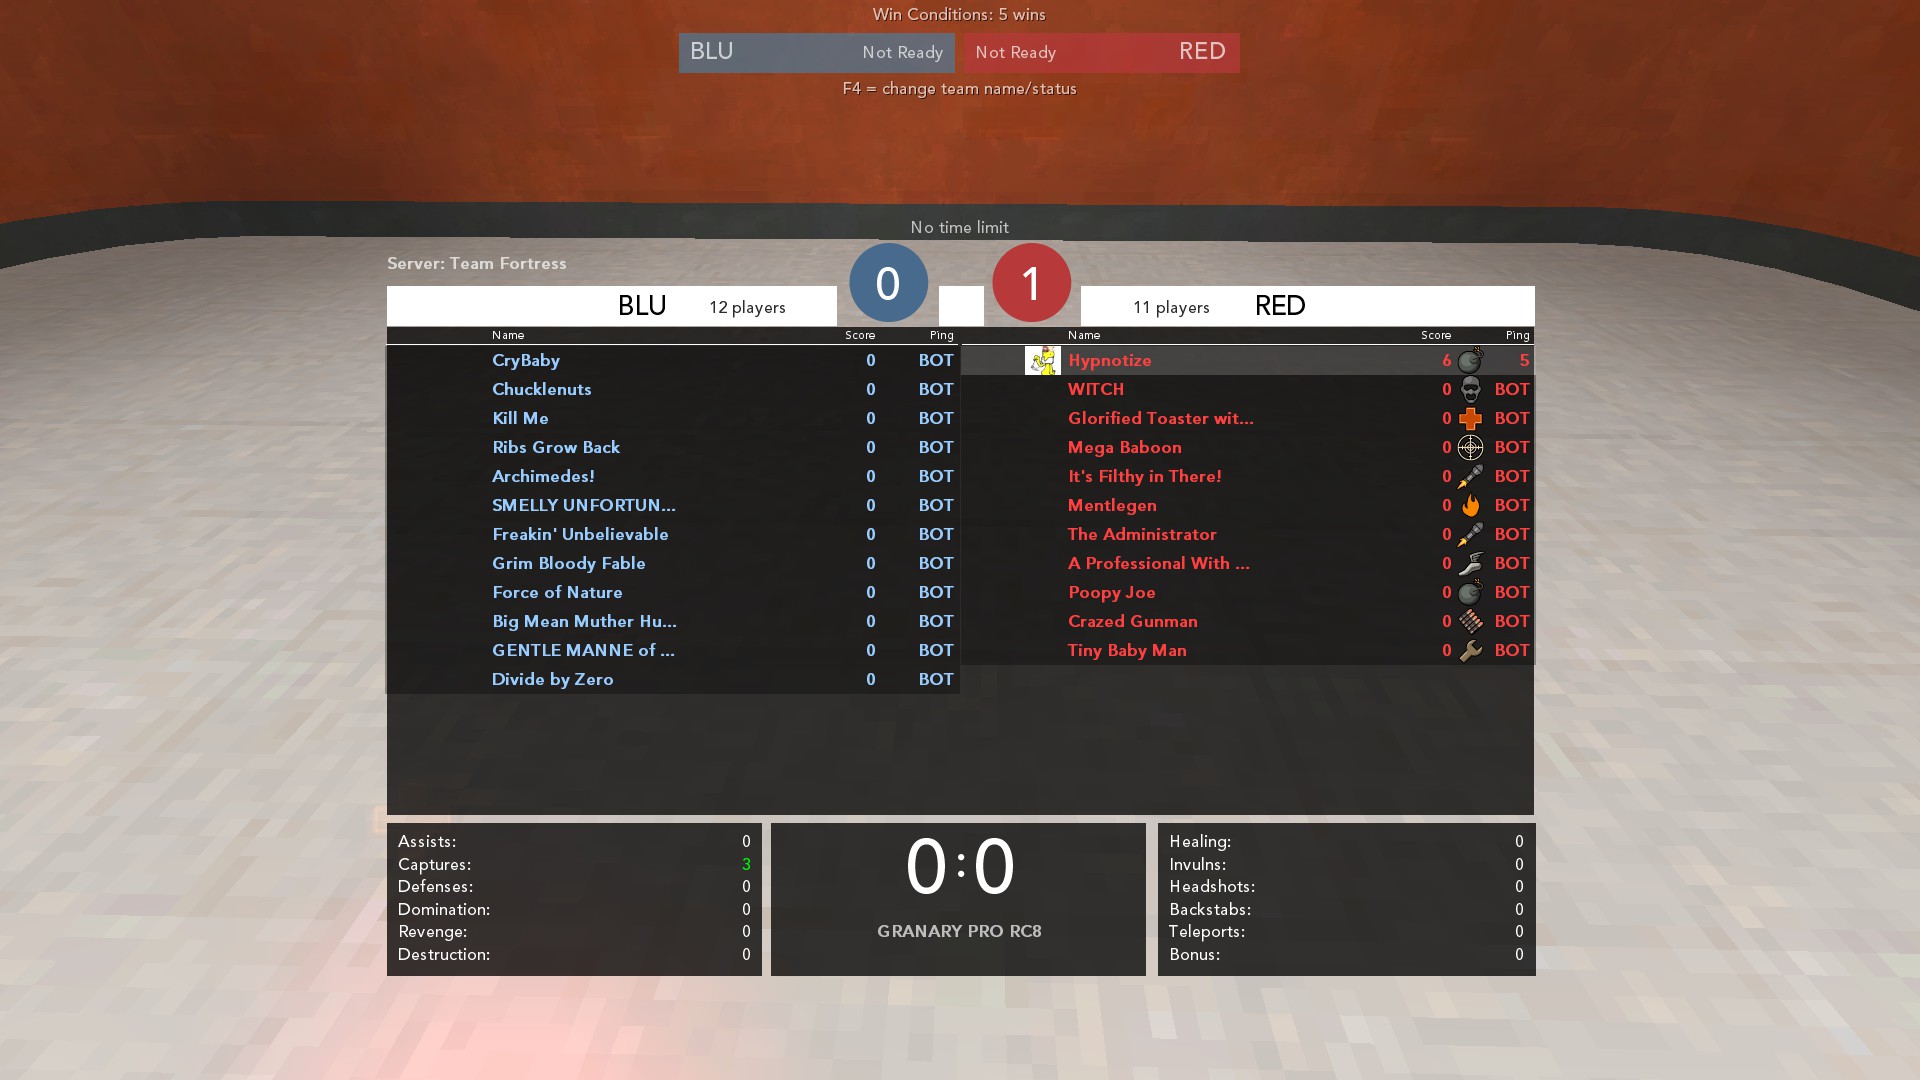 Win Conditions: 5 wins
BLU Not Ready Not Ready RED
F4 = change team name/status
No time limit
Server: Team Fortress
BLU 12 players 0 1 11 players RED
Name Score Ping Name Score Ping
CryBaby 0 BOT Hypnotize 6 5
Chucklenuts 0 BOT WITCH 0 BOT
Kill Me 0 BOT Glorified Toaster wit... 0 BOT
Ribs Grow Back 0 BOT Mega Baboon 0 BOT
Archimedes! 0 BOT It's Filthy in There! 0 BOT
SMELLY UNFORTUN... 0 BOT Mentlegen 0 BOT
Freakin' Unbelievable 0 BOT The Administrator 0 BOT
Grim Bloody Fable 0 BOT A Professional With ... 0 BOT
Force of Nature 0 BOT Poopy Joe 0 BOT
Big Mean Muther Hu... 0 BOT Crazed Gunman 0 BOT
GENTLE MANNE of ... 0 BOT Tiny Baby Man 0 BOT
Divide by Zero 0 BOT
Assists: 0
Captures: 3
Defenses: 0
Domination: 0
Revenge: 0
Destruction: 0
0:0
GRANARY PRO RC8
Healing: 0
Invulns: 0
Headshots: 0
Backstabs: 0
Teleports: 0
Bonus: 0